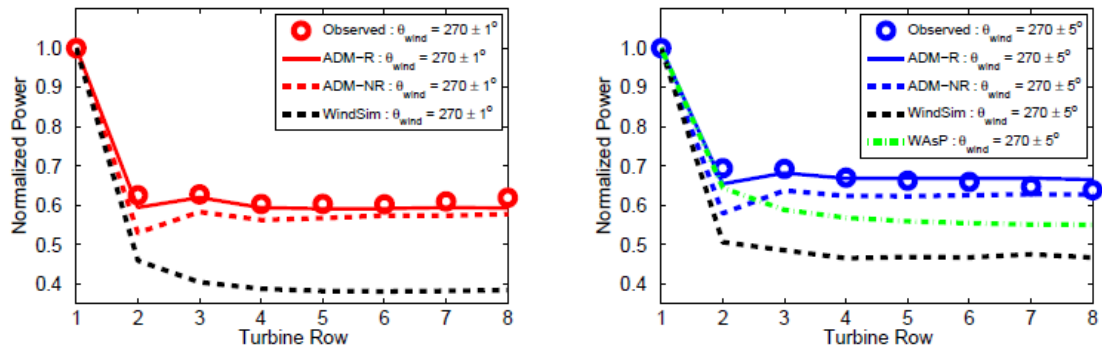 Observed : θwind = 270 ± 1°
ADM−R : θwind = 270 ± 1°
ADM−NR : θwind = 270 ± 1°
WindSim : θwind = 270 ± 1°
1.0
0.9
0.8
0.7
0.6
0.5
0.4
Normalized Power
1 2 3 4 5 6 7 8
Turbine Row
Observed : θwind = 270 ± 5°
ADM−R : θwind = 270 ± 5°
ADM−NR : θwind = 270 ± 5°
WindSim : θwind = 270 ± 5°
WAsP : θwind = 270 ± 5°
1.0
0.9
0.8
0.7
0.6
0.5
0.4
Normalized Power
1 2 3 4 5 6 7 8
Turbine Row